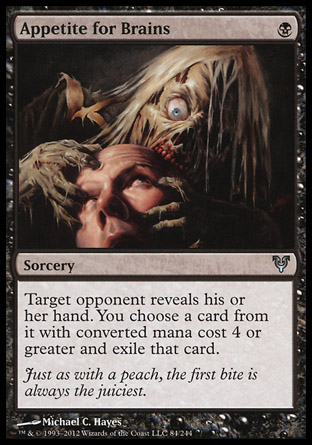 Appetite for Brains
Sorcery
Target opponent reveals his or
her hand. You choose a card from
it with converted mana cost 4 or
greater and exile that card.
Just as with a peach, the first bite is
always the juiciest.
Michael C. Hayes
™ & © 1993–2012 Wizards of the Coast LLC 84/244